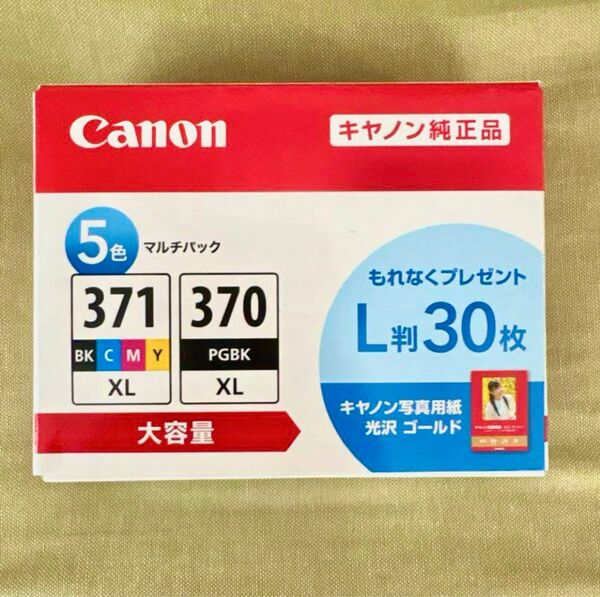 Canon
キヤノン純正品
5色 マルチパック
371
BK C M Y
XL
370
PGBK
XL
大容量
もれなくプレゼント
L判30枚
キヤノン写真用紙
光沢 ゴールド